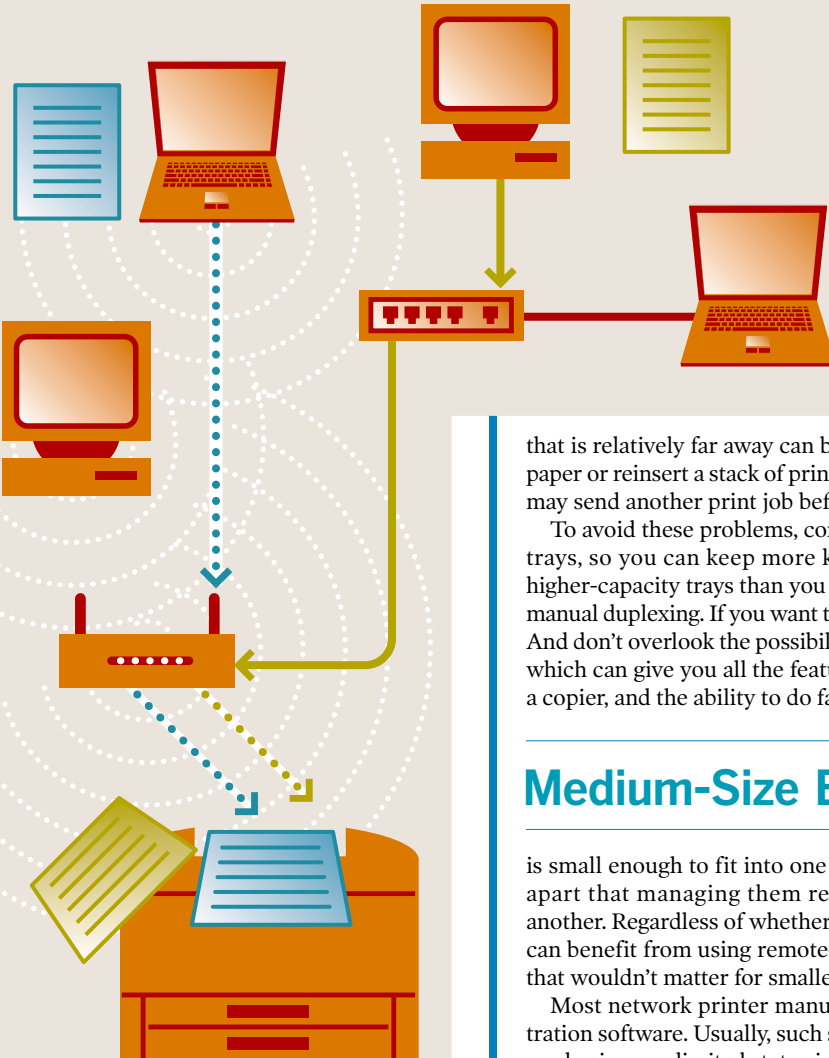 that is relatively far away can b
paper or reinsert a stack of prin
may send another print job bef
To avoid these problems, con
trays, so you can keep more k
higher-capacity trays than you
manual duplexing. If you want t
And don’t overlook the possibil
which can give you all the featu
a copier, and the ability to do fa
Medium-Size B
is small enough to fit into one
apart that managing them re
another. Regardless of whether
can benefit from using remote
that wouldn’t matter for smalle
Most network printer manu
tration software. Usually, such s